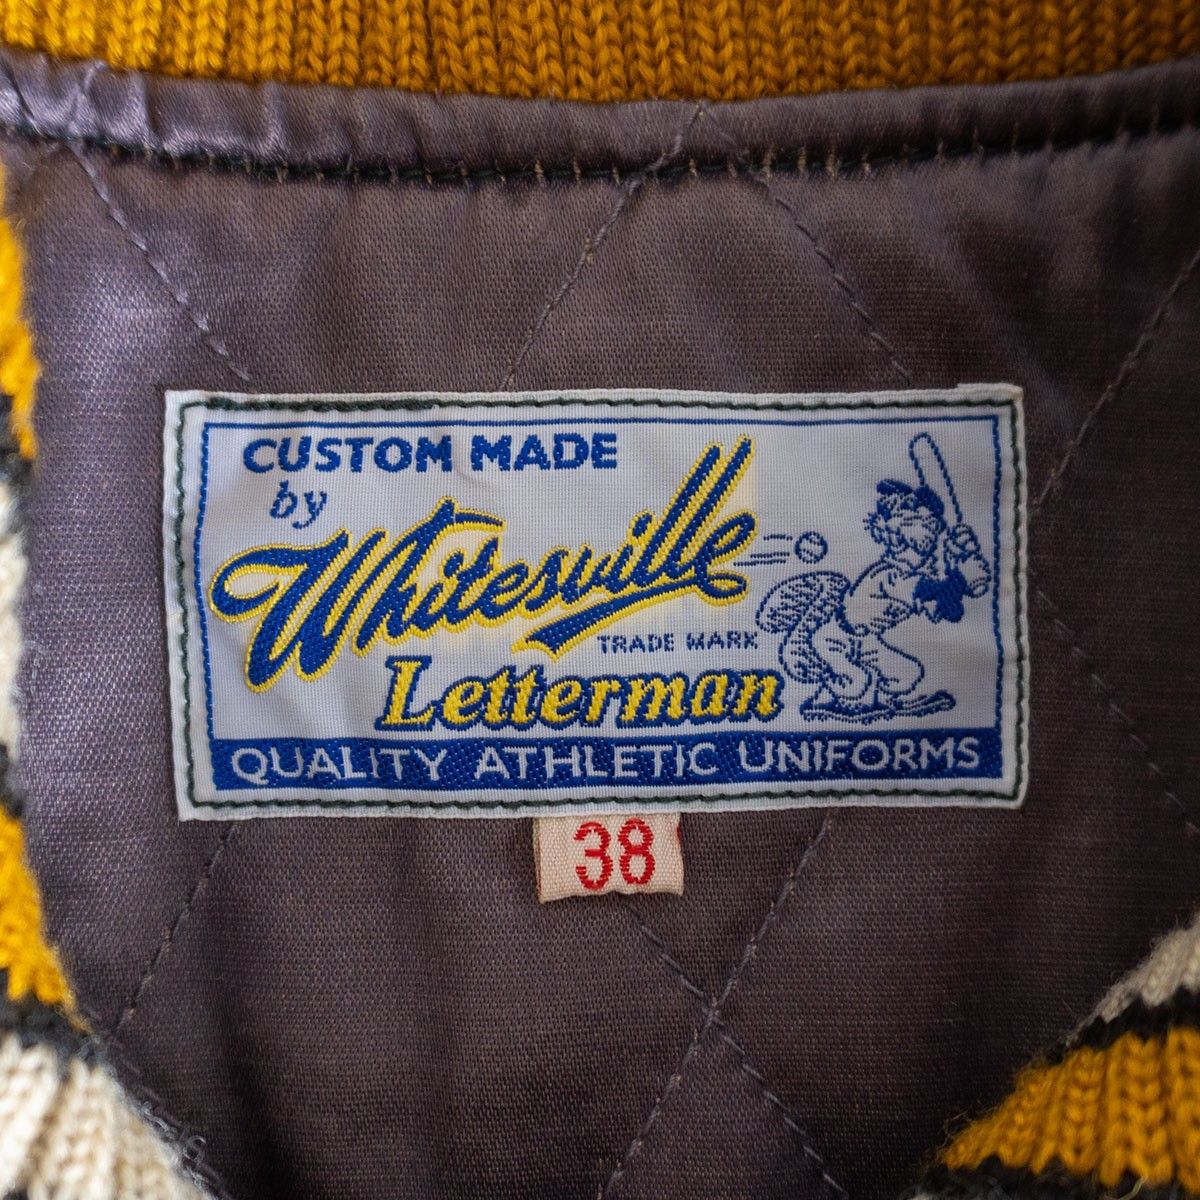 CUSTOM MADE
by
Whitesville
TRADE MARK
Letterman
QUALITY ATHLETIC UNIFORMS
38